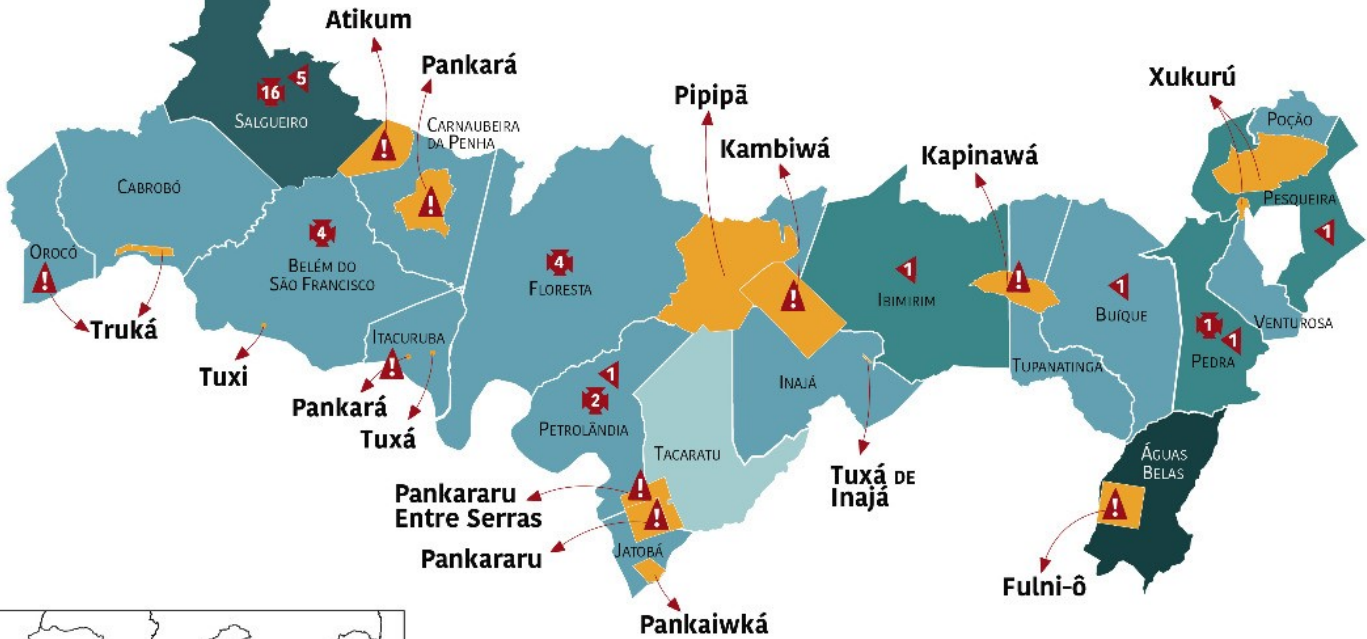 Atikum
Pankará
Pipipã
Kambiwá
Kapinawá
Xukurú
16
5
Salgueiro
!
Carnaubeira
da Penha
Poção
Cabrobó
!
Pesqueira
1
Orocó
!
4
Belém do
São Francisco
4
Floresta
!
1
Ibimirim
!
1
Buíque
Truká
Itacuruba
!
1
1
Pedra
Venturosa
Tuxi
Pankará
Tuxá
1
2
Petrolândia
Inajá
Tupanatinga
Tacaratu
Águas
Belas
Tuxá de
Inajá
Pankararu
Entre Serras
!
!
!
Pankararu
Jatobá
Fulni-ô
Pankaiwká